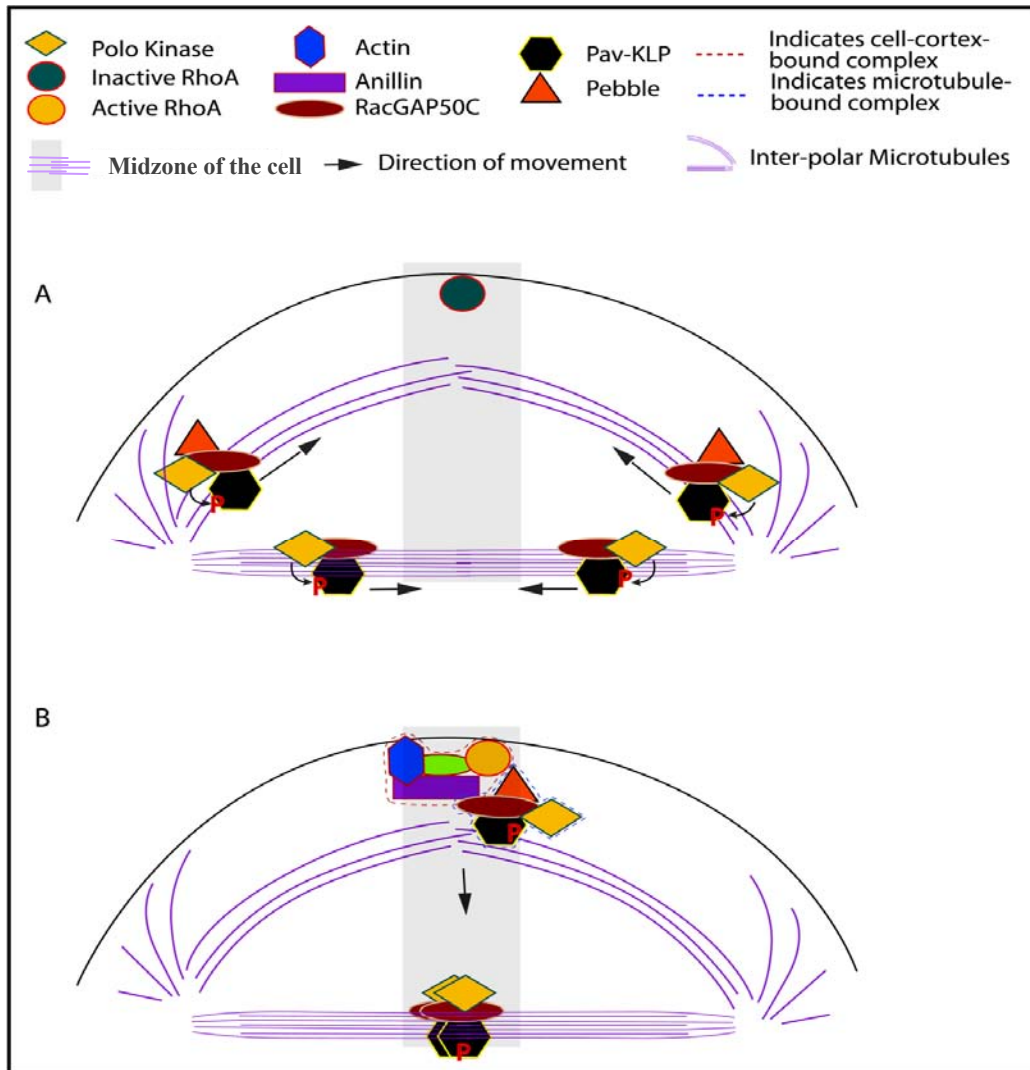 Polo Kinase
Inactive RhoA
Active RhoA
Actin
Anillin
RacGAP50C
Pav-KLP
Pebble
Indicates cell-cortex-
bound complex
Indicates microtubule-
bound complex
Midzone of the cell
Direction of movement
Inter-polar Microtubules
A
P
P
P
P
B
P
P